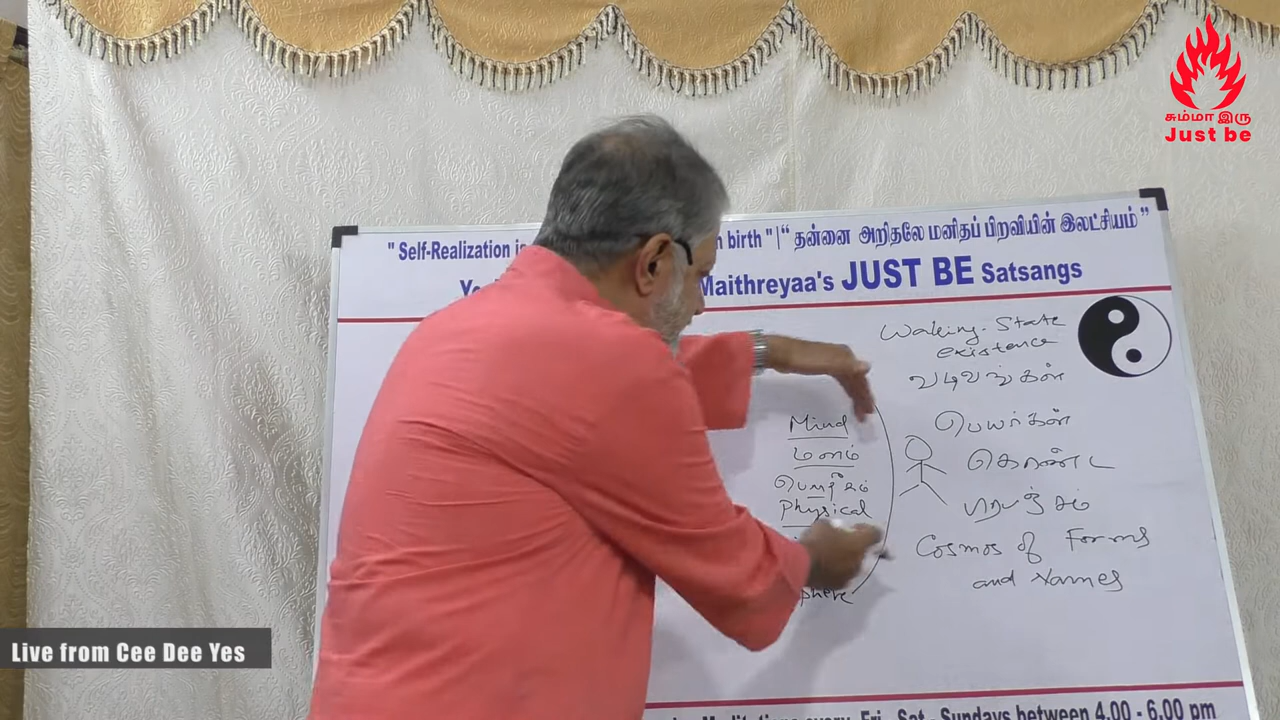 சும்மா இரு
Just be
" Self-Realization is birth " | “ தன்னை அறிதலே மனிதப் பிறவியின் இலட்சியம் ”
Maithreyaa's JUST BE Satsangs
Waking-State
existence
வடிவங்கள்
பெயர்கள்
கொண்ட
பிரபஞ்சம்
Cosmos of Forms
and Names
Mind
மனம்
Physical
Live from Cee Dee Yes
Meditations every Fri - Sat - Sundays between 4.00 - 6.00 pm